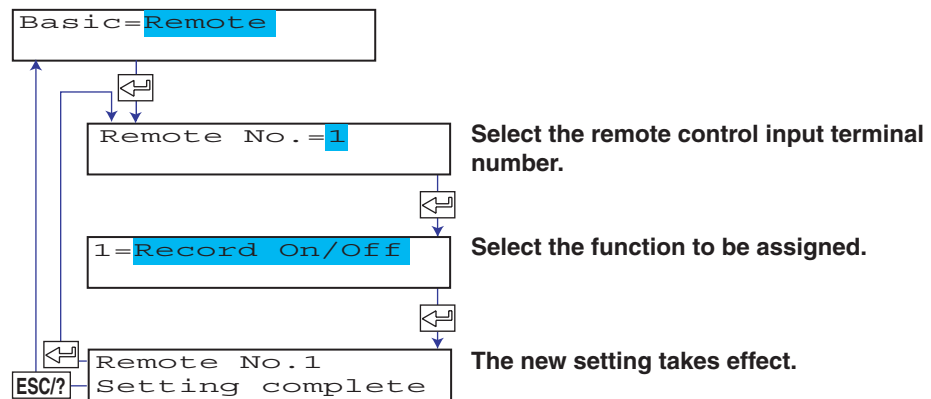 Basic=Remote
Remote No.=1
Select the remote control input terminal
number.
1=Record On/Off
Select the function to be assigned.
Remote No.1
Setting complete
The new setting takes effect.
ESC/?